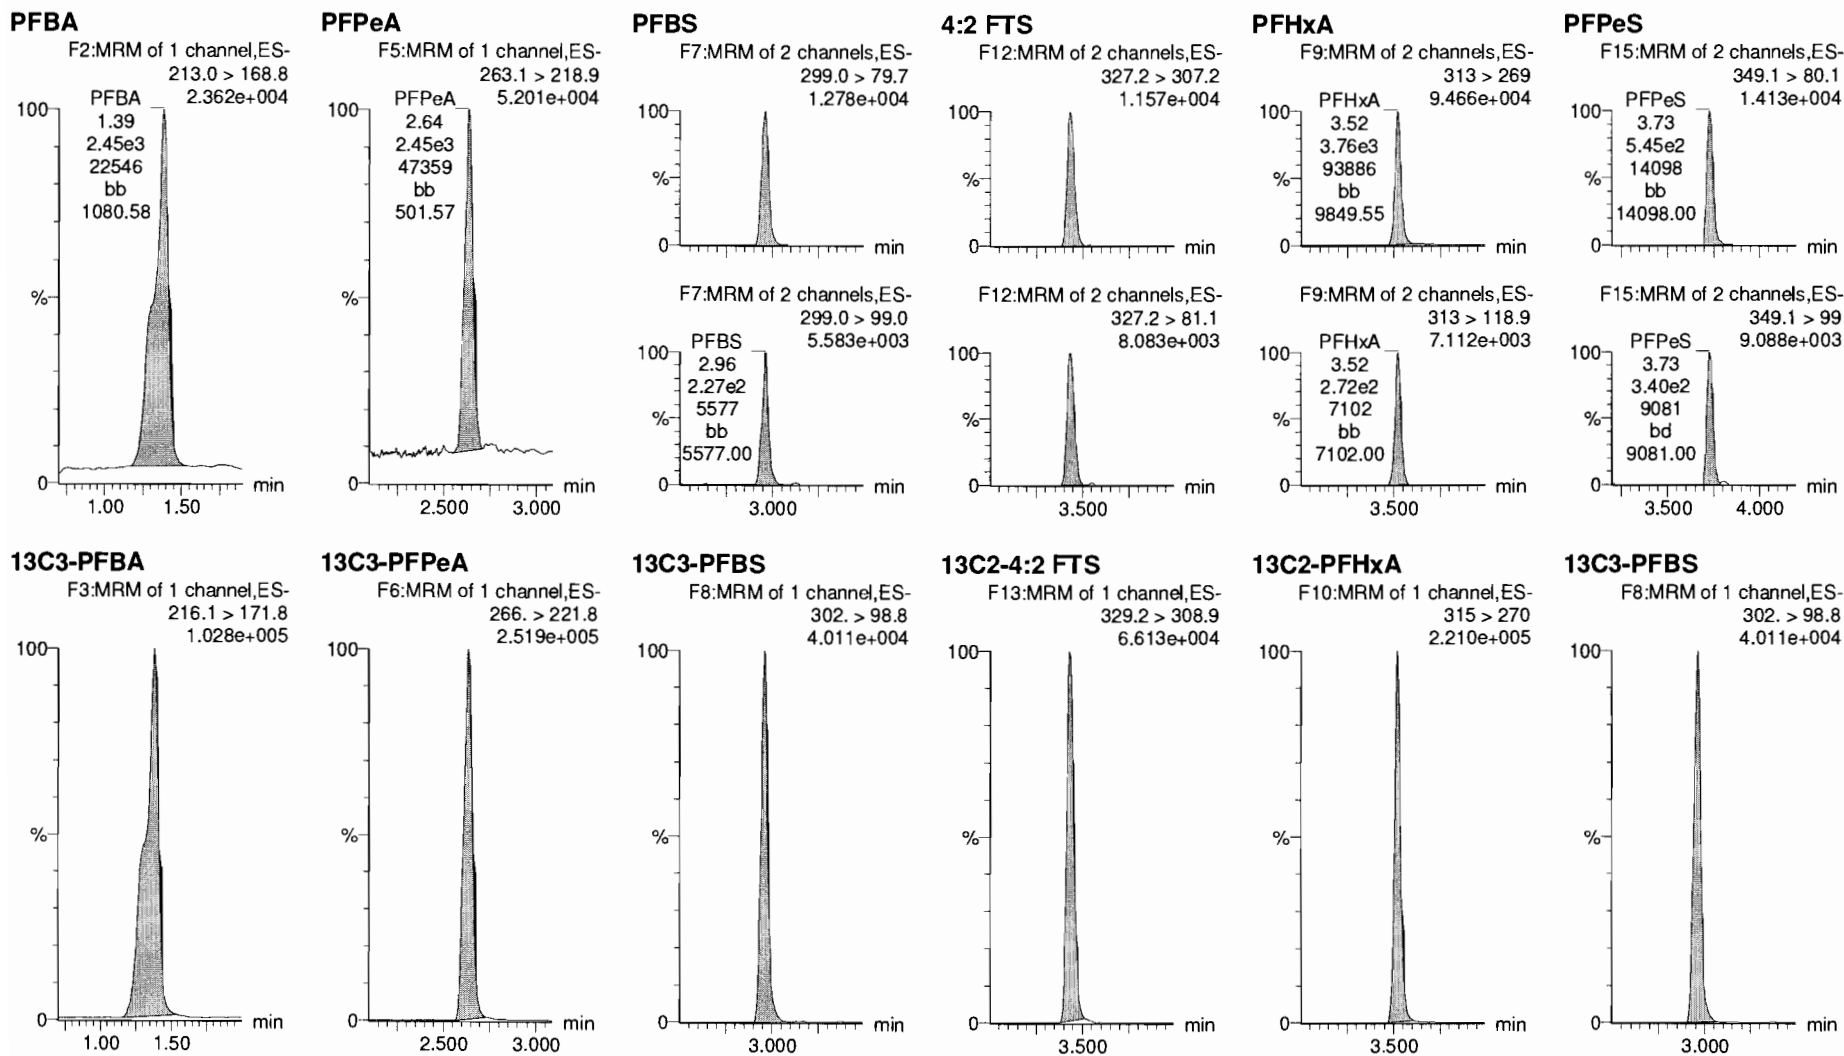 PFBA
F2:MRM of 1 channel,ES-
213.0 > 168.8
2.362e+004
100
PFBA
1.39
2.45e3
22546
bb
1080.58
%
0
min
1.00 1.50
PFPeA
F5:MRM of 1 channel,ES-
263.1 > 218.9
5.201e+004
100
PFPeA
2.64
2.45e3
47359
bb
501.57
%
0
min
2.500 3.000
PFBS
F7:MRM of 2 channels,ES-
299.0 > 79.7
1.278e+004
100
%
0
min
F7:MRM of 2 channels,ES-
299.0 > 99.0
5.583e+003
100
PFBS
2.96
2.27e2
5577
bb
5577.00
%
0
min
3.000
4:2 FTS
F12:MRM of 2 channels,ES-
327.2 > 307.2
1.157e+004
100
%
0
min
F12:MRM of 2 channels,ES-
327.2 > 81.1
8.083e+003
100
%
0
min
3.500
PFHxA
F9:MRM of 2 channels,ES-
313 > 269
9.466e+004
100
PFHxA
3.52
3.76e3
93886
bb
9849.55
%
0
min
F9:MRM of 2 channels,ES-
313 > 118.9
7.112e+003
100
PFHxA
3.52
2.72e2
7102
bb
7102.00
%
0
min
3.500
PFPeS
F15:MRM of 2 channels,ES-
349.1 > 80.1
1.413e+004
100
PFPeS
3.73
5.45e2
14098
bb
14098.00
%
0
min
F15:MRM of 2 channels,ES-
349.1 > 99
9.088e+003
100
PFPeS
3.73
3.40e2
9081
bd
9081.00
%
0
min
3.500 4.000
13C3-PFBA
F3:MRM of 1 channel,ES-
216.1 > 171.8
1.028e+005
100
%
0
min
1.00 1.50
13C3-PFPeA
F6:MRM of 1 channel,ES-
266. > 221.8
2.519e+005
100
%
0
min
2.500 3.000
13C3-PFBS
F8:MRM of 1 channel,ES-
302. > 98.8
4.011e+004
100
%
0
min
3.000
13C2-4:2 FTS
F13:MRM of 1 channel,ES-
329.2 > 308.9
6.613e+004
100
%
0
min
3.500
13C2-PFHxA
F10:MRM of 1 channel,ES-
315 > 270
2.210e+005
100
%
0
min
3.500
13C3-PFBS
F8:MRM of 1 channel,ES-
302. > 98.8
4.011e+004
100
%
0
min
3.000